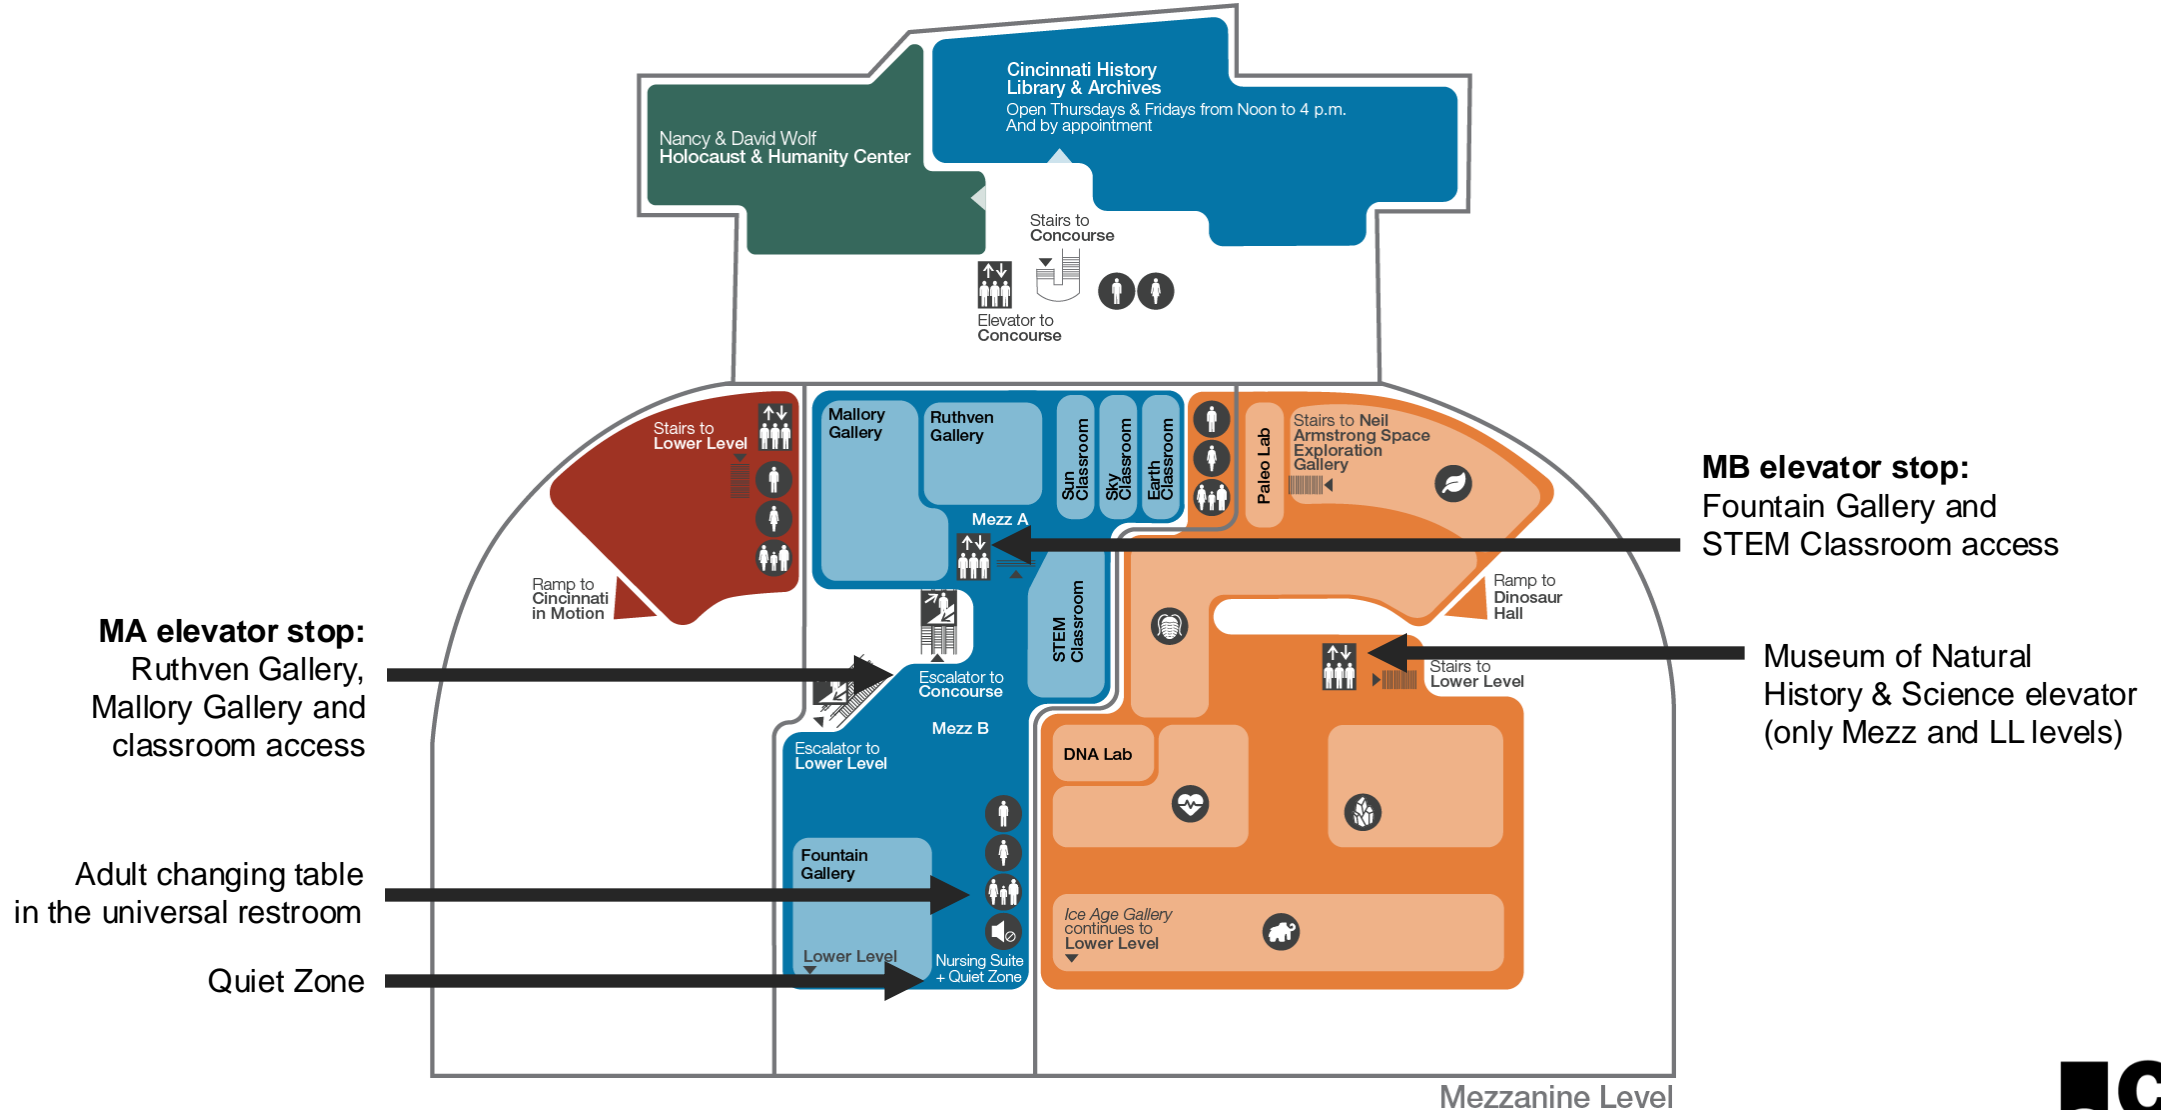 Cincinnati History
Library & Archives
Open Thursdays & Fridays from Noon to 4 p.m.
And by appointment
Nancy & David Wolf
Holocaust & Humanity Center
Stairs to
Concourse
Elevator to
Concourse
Stairs to
Lower Level
Ramp to
Cincinnati
in Motion
Mallory
Gallery
Ruthven
Gallery
Sun
Classroom
Sky
Classroom
Earth
Classroom
Mezz A
STEM
Classroom
Paleo Lab
Stairs to Neil
Armstrong Space
Exploration
Gallery
Ramp to
Dinosaur
Hall
Stairs to
Lower Level
Escalator to
Concourse
Mezz B
Escalator to
Lower Level
DNA Lab
Fountain
Gallery
Lower Level
Nursing Suite
+ Quiet Zone
Ice Age Gallery
continues to
Lower Level
MB elevator stop:
Fountain Gallery and
STEM Classroom access
Museum of Natural
History & Science elevator
(only Mezz and LL levels)
MA elevator stop:
Ruthven Gallery,
Mallory Gallery and
classroom access
Adult changing table
in the universal restroom
Quiet Zone
Mezzanine Level